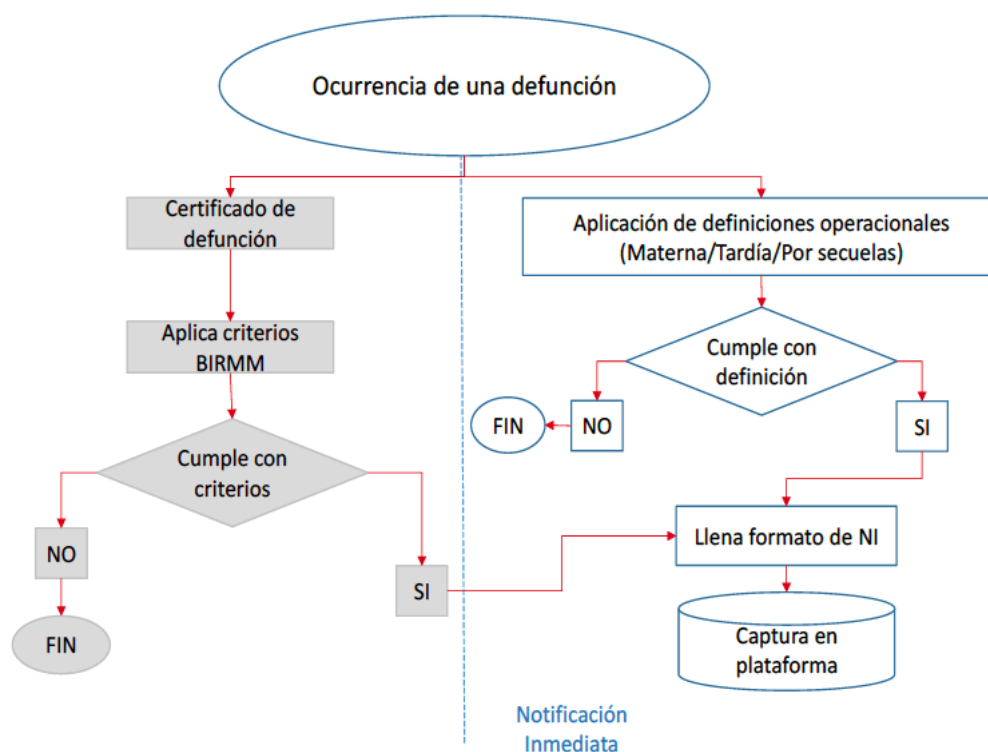 Ocurrencia de una defunción
Certificado de
defunción
Aplicación de definiciones operacionales
(Materna/Tardía/Por secuelas)
Aplica criterios
BIRMM
Cumple con
definición
FIN
NO
SI
Cumple con
criterios
NO
SI
FIN
Llena formato de NI
Captura en
plataforma
Notificación
Inmediata